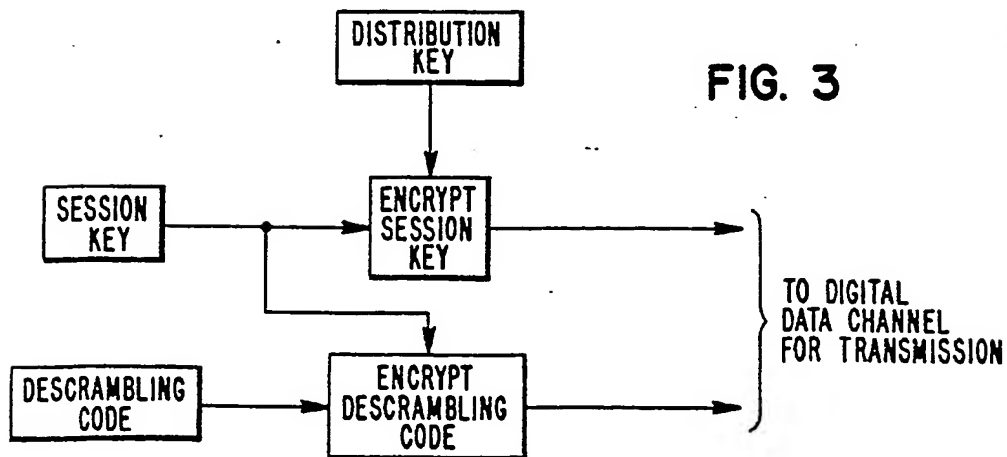 DISTRIBUTION
KEY
FIG. 3
SESSION
KEY
ENCRYPT
SESSION
KEY
TO DIGITAL
DATA CHANNEL
FOR TRANSMISSION
DESCRAMBLING
CODE
ENCRYPT
DESCRAMBLING
CODE